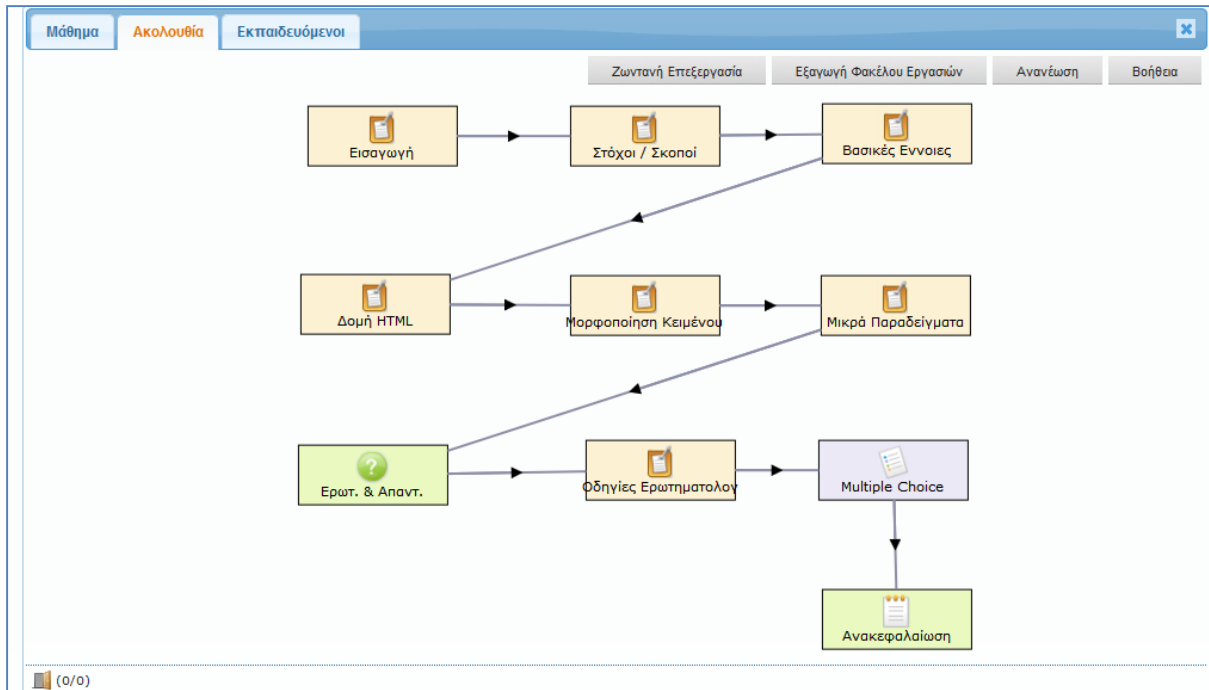 Μάθημα
Ακολουθία
Εκπαιδευόμενοι
Ζωντανή Επεξεργασία
Εξαγωγή Φακέλου Εργασιών
Ανανέωση
Βοήθεια
Εισαγωγή
Στόχοι / Σκοποί
Βασικές Εννοιες
Δομή HTML
Μορφοποίηση Κειμένου
Μικρά Παραδείγματα
Ερωτ. & Απαντ.
Οδηγίες Ερωτηματολογ
Multiple Choice
Ανακεφαλαίωση
(0/0)